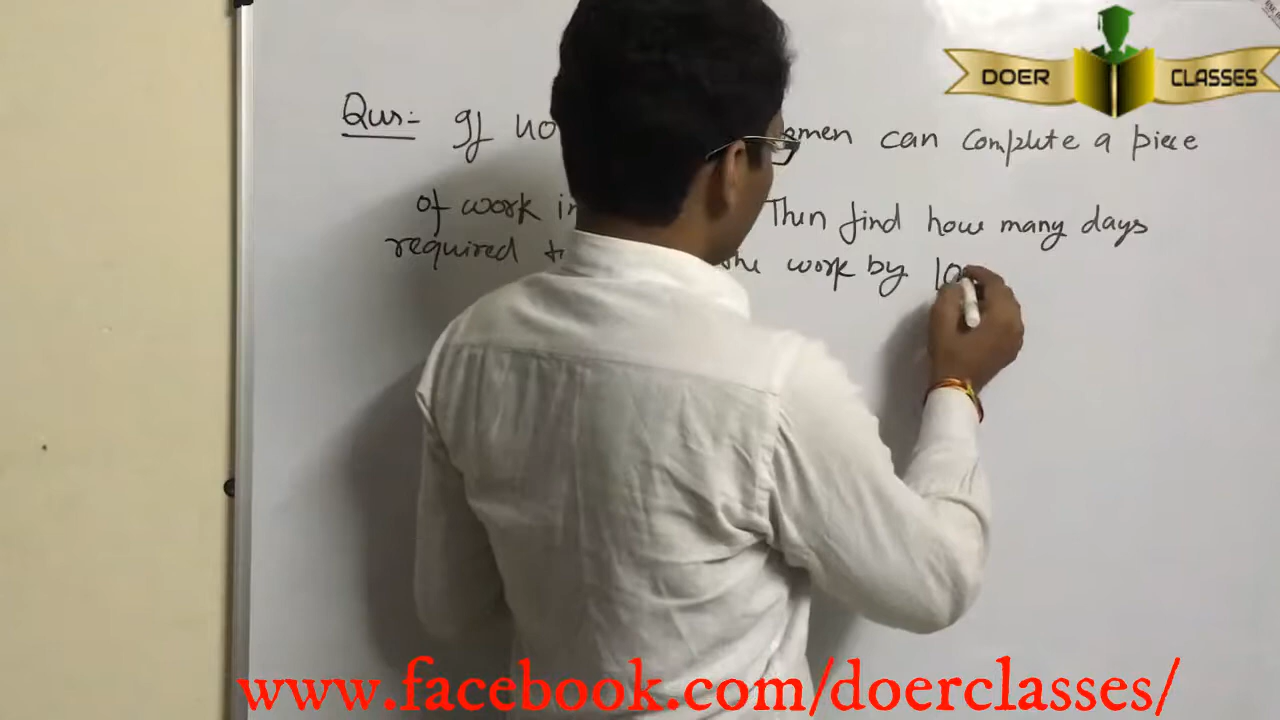 DOER CLASSES
Qus:- If 40 omen can Complete a piece
of work in Then find how many days
required the work by 10
www.facebook.com/doerclasses/